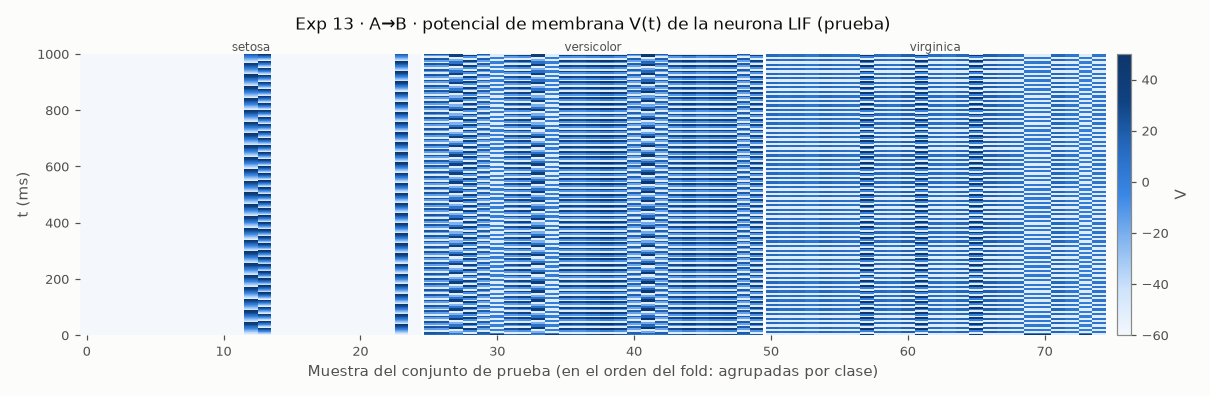 Exp 13 · A→B · potencial de membrana V(t) de la neurona LIF (prueba)
setosa versicolor virginica
1000
800
600
400
200
0
t (ms)
0 10 20 30 40 50 60 70
Muestra del conjunto de prueba (en el orden del fold: agrupadas por clase)
40
20
0
−20
−40
−60
V